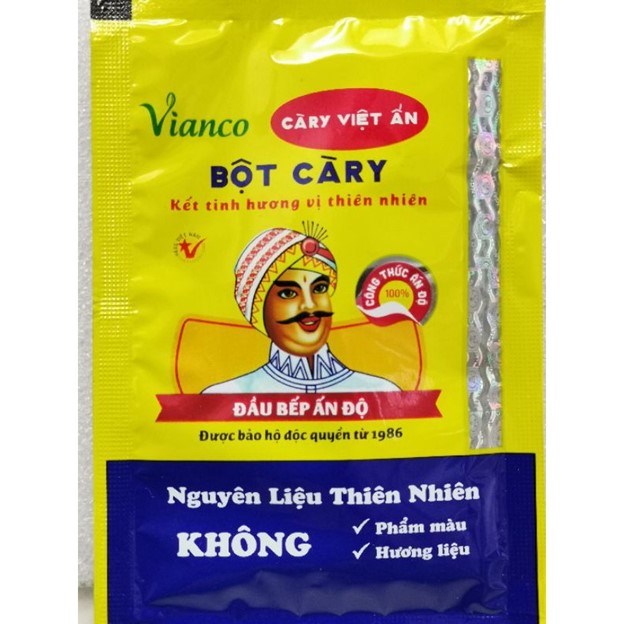 Vianco
CÀRY VIỆT ẤN
BỘT CÀRY
Kết tinh hương vị thiên nhiên
CÔNG THỨC ẤN ĐỘ
100%
ĐẦU BẾP ẤN ĐỘ
Được bảo hộ độc quyền từ 1986
Nguyên Liệu Thiên Nhiên
KHÔNG
✓ Phẩm màu
✓ Hương liệu